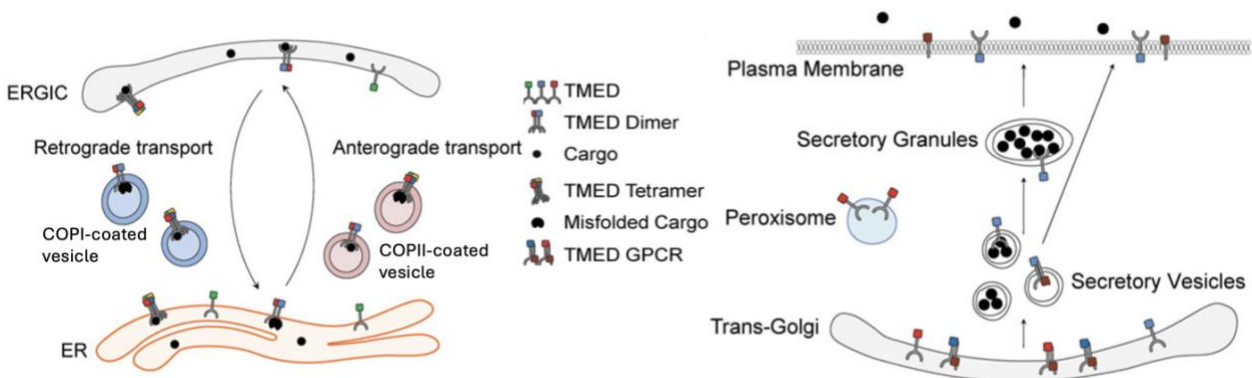 ERGIC
Retrograde transport
Anterograde transport
COPI-coated
vesicle
COPII-coated
vesicle
ER
TMED
TMED Dimer
Cargo
TMED Tetramer
Misfolded Cargo
TMED GPCR
Plasma Membrane
Secretory Granules
Peroxisome
Secretory Vesicles
Trans-Golgi